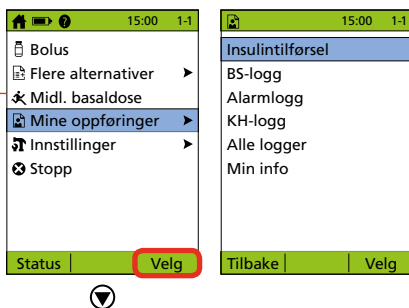 15:00 1-1
Bolus
Flere alternativer
Midl. basaldose
Mine oppføringer
Innstillinger
Stopp
Status Velg
15:00 1-1
Insulintilførsel
BS-logg
Alarmlogg
KH-logg
Alle logger
Min info
Tilbake Velg